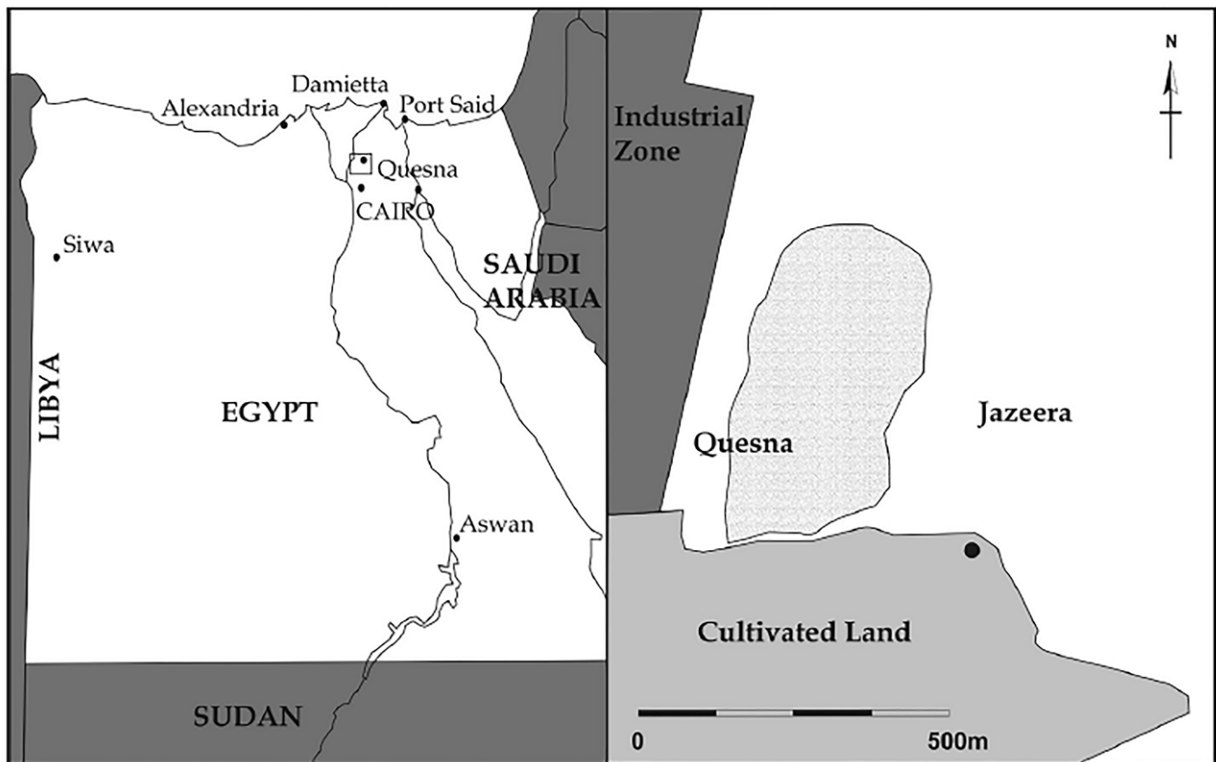 Damietta
Alexandria
Port Said
Quesna
CAIRO
Siwa
SAUDI
ARABIA
LIBYA
EGYPT
Aswan
SUDAN
N
Industrial
Zone
Jazeera
Quesna
Cultivated Land
0 500m